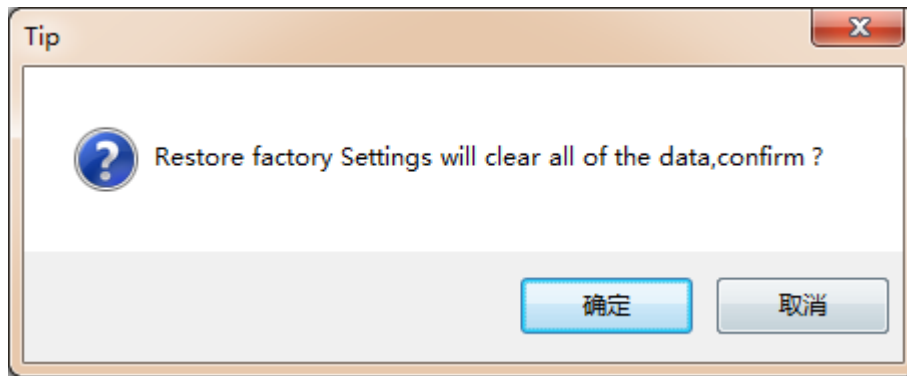 Tip
Restore factory Settings will clear all of the data,confirm ?
确定
取消